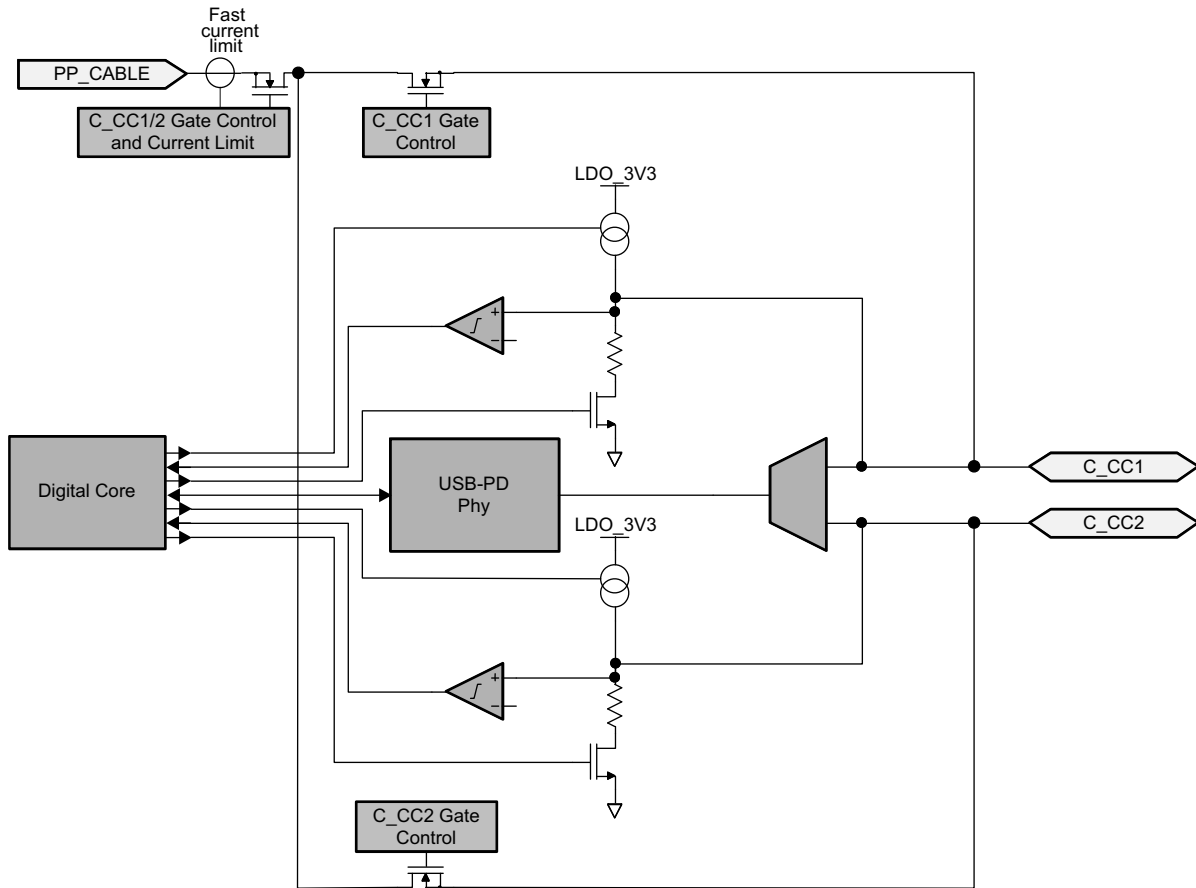 Fast
current
limit
PP_CABLE
C_CC1/2 Gate Control
and Current Limit
C_CC1 Gate
Control
LDO_3V3
+
−
Digital Core
USB-PD
Phy
C_CC1
C_CC2
LDO_3V3
+
−
C_CC2 Gate
Control